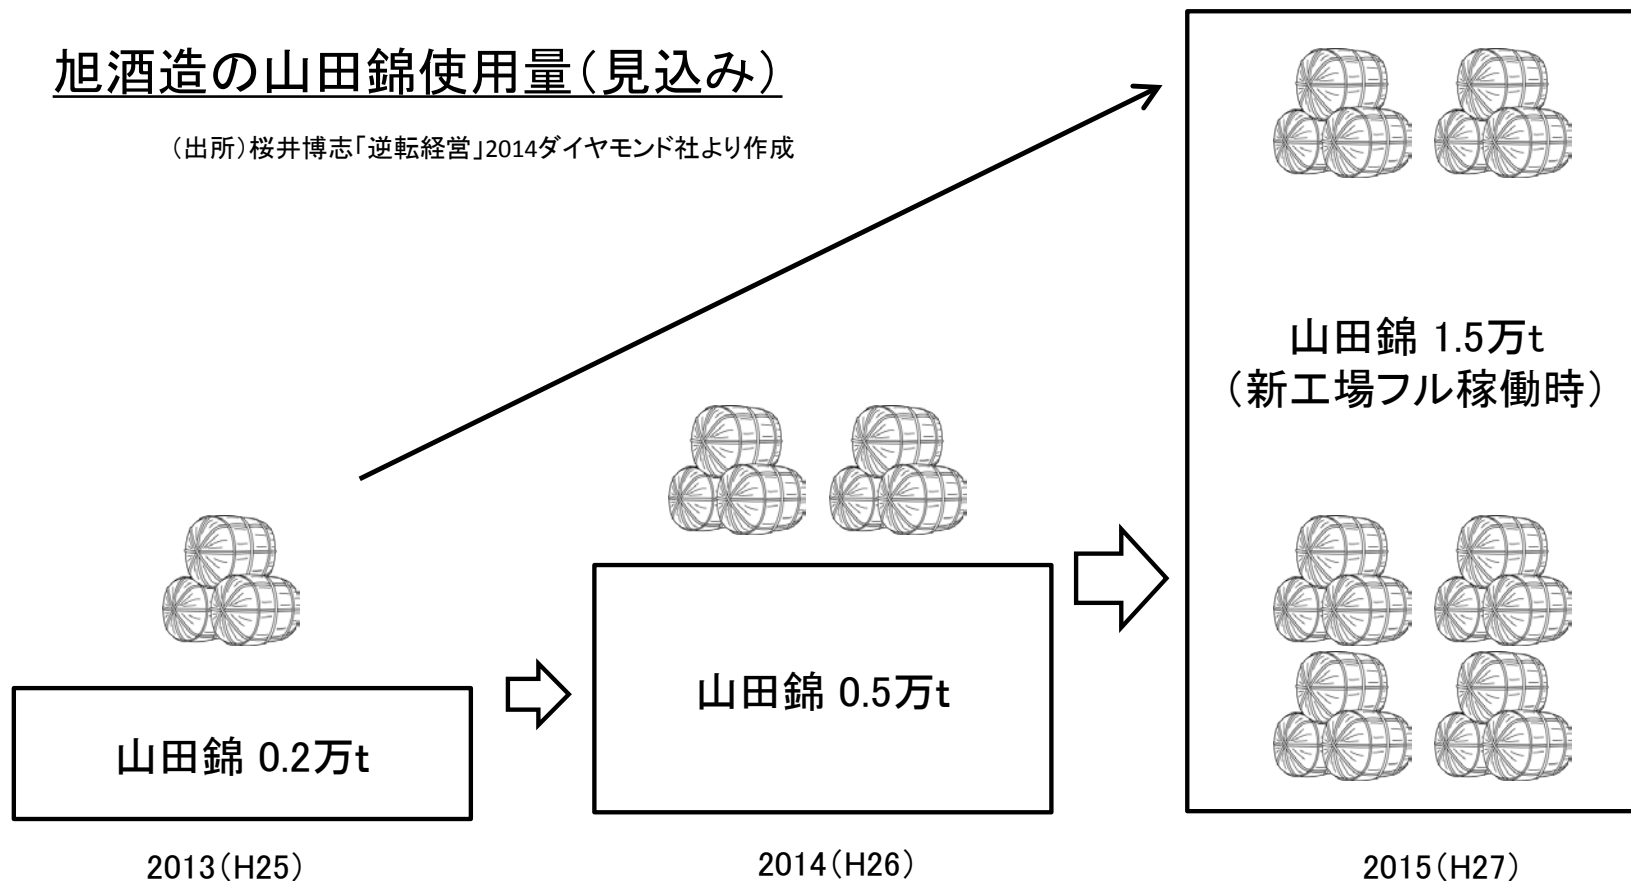 旭酒造の山田錦使用量（見込み）
（出所）桜井博志「逆転経営」2014ダイヤモンド社より作成
山田錦 1.5万t
（新工場フル稼働時）
山田錦 0.5万t
山田錦 0.2万t
2013（H25）
2014（H26）
2015（H27）